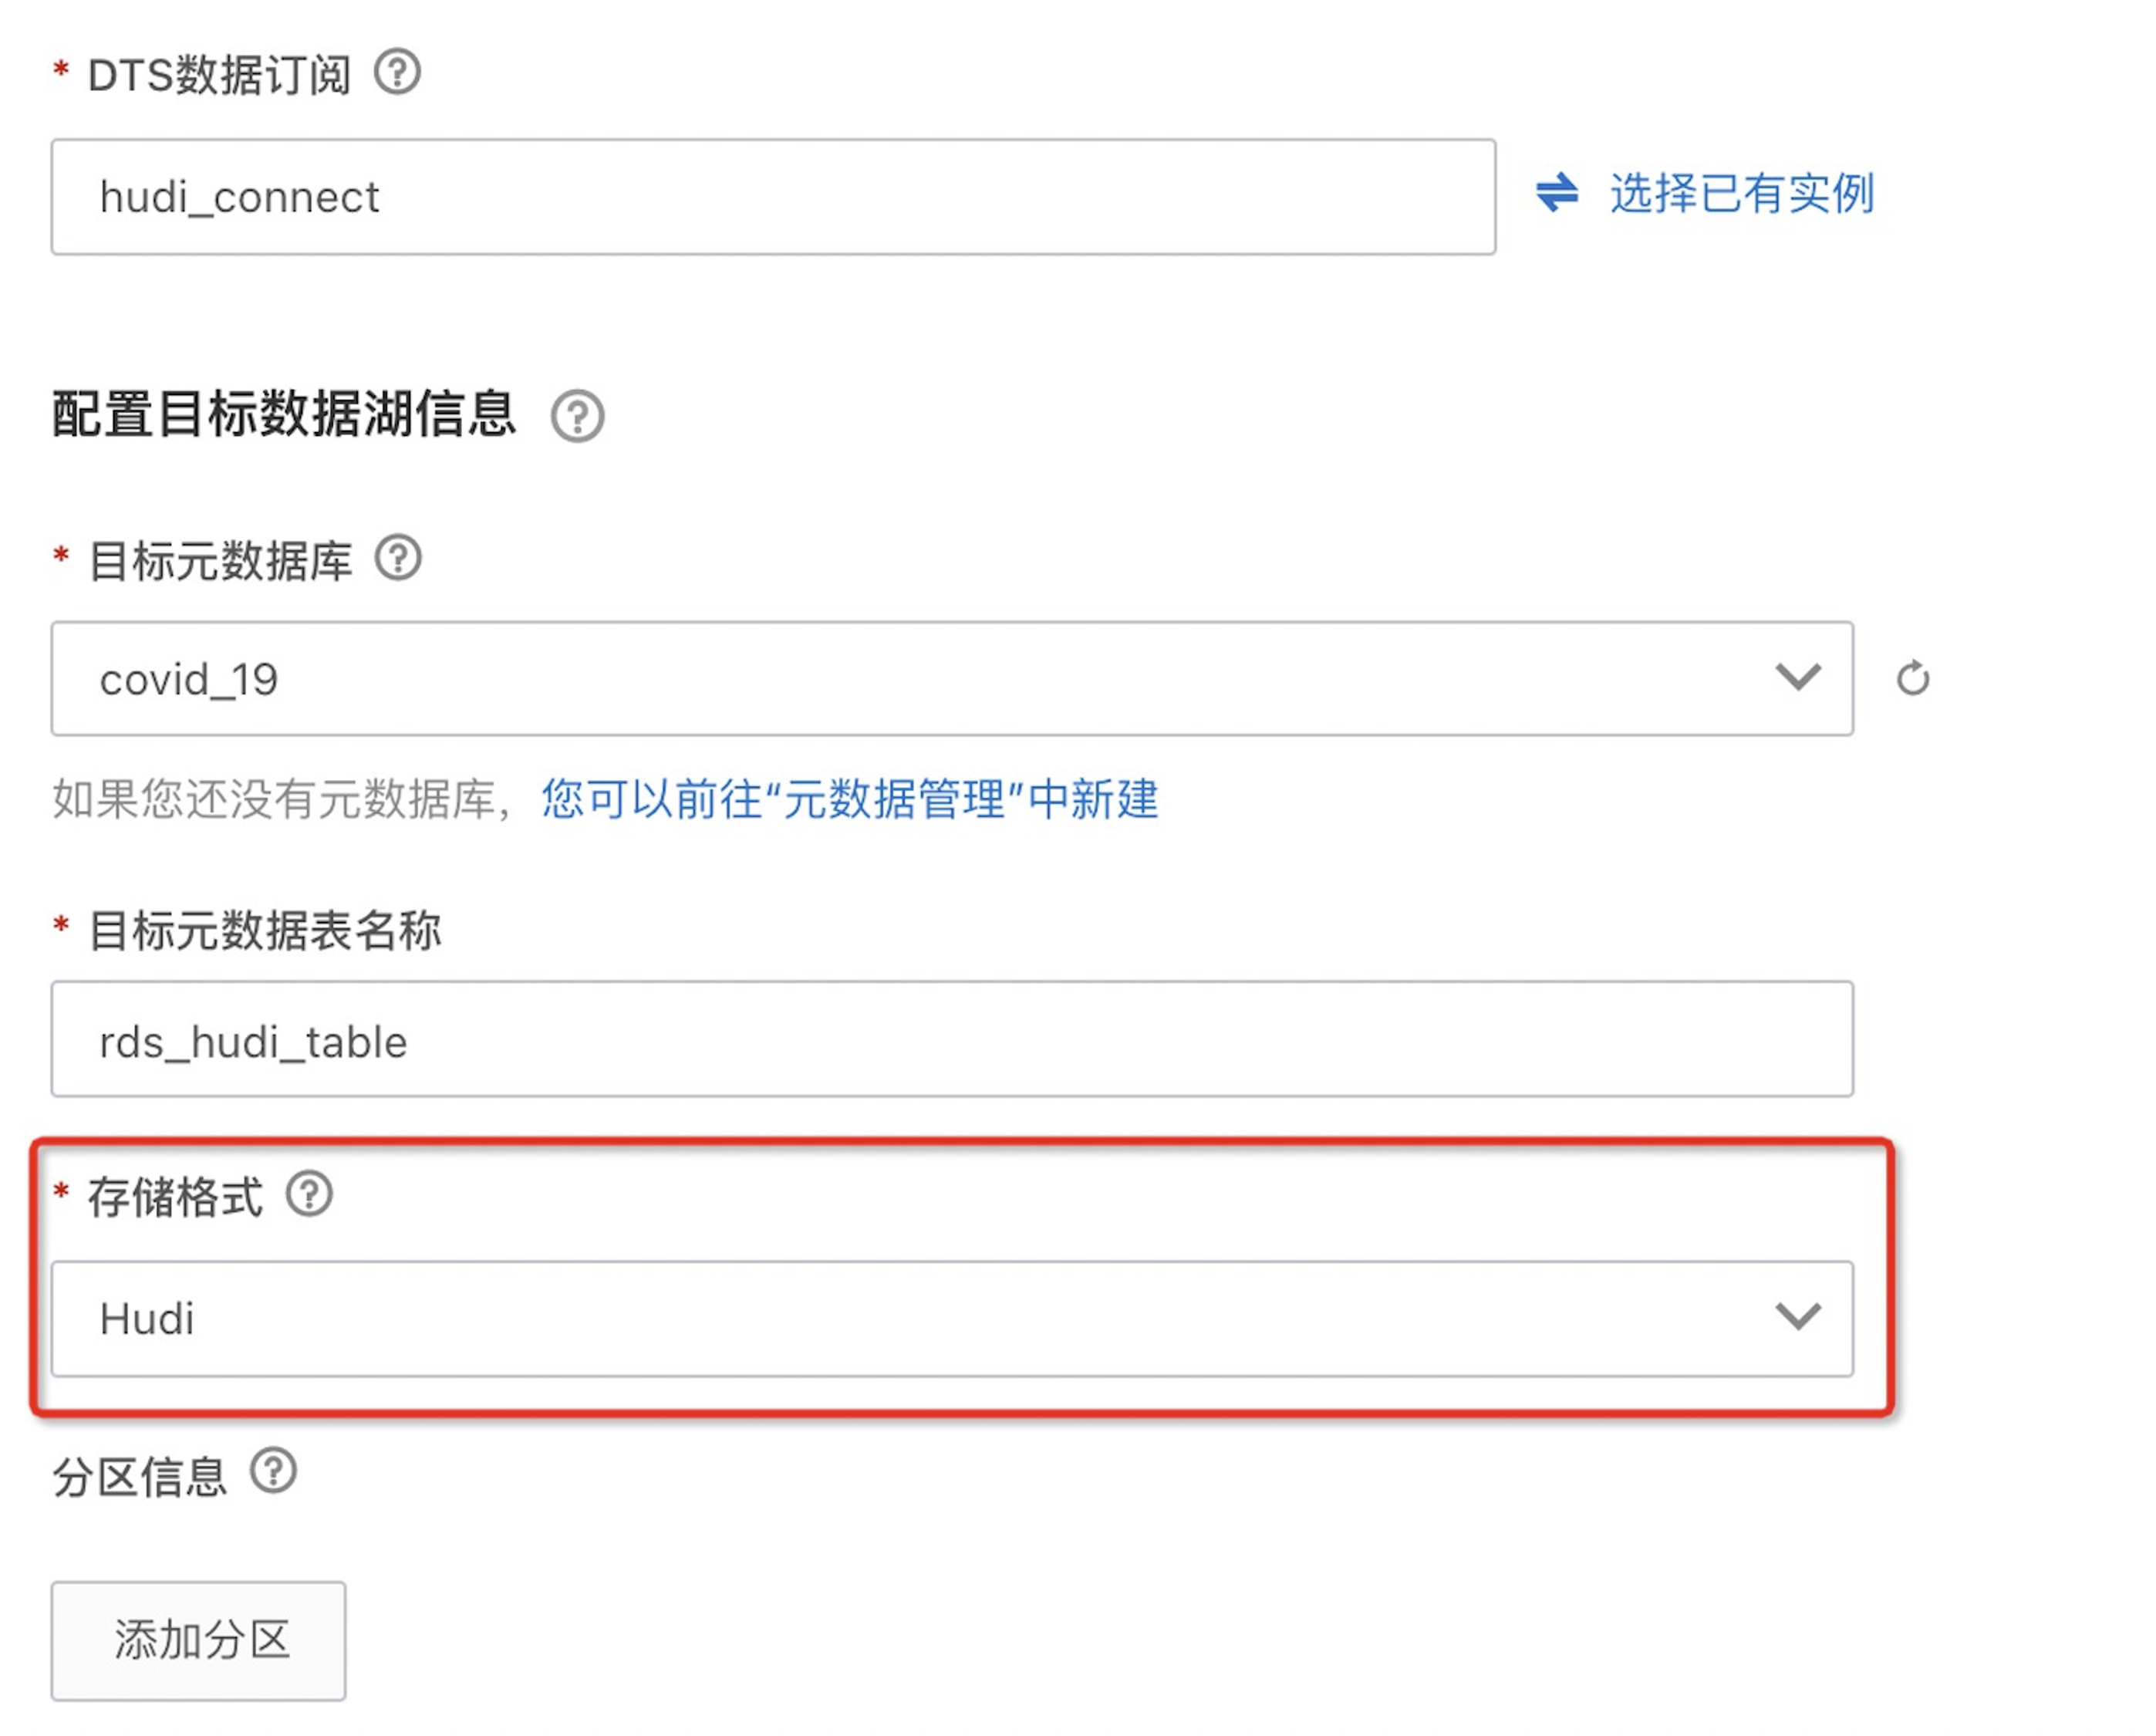 * DTS数据订阅
hudi_connect
选择已有实例
配置目标数据湖信息
* 目标元数据库
covid_19
如果您还没有元数据库，您可以前往“元数据管理”中新建
* 目标元数据表名称
rds_hudi_table
* 存储格式
Hudi
分区信息
添加分区